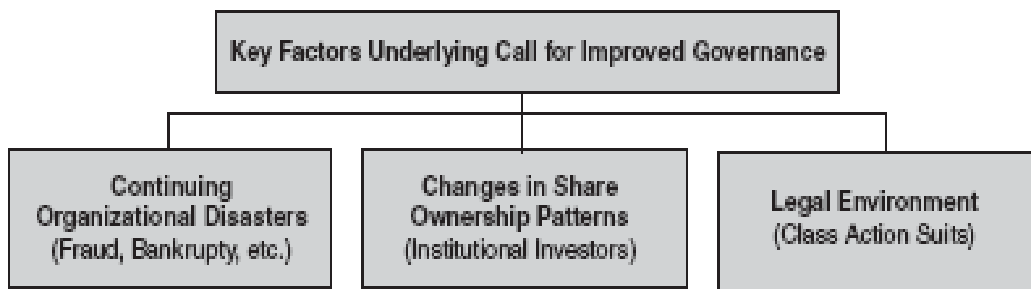 Key Factors Underlying Call for Improved Governance
Continuing
Organizational Disasters
(Fraud, Bankrupty, etc.)
Changes in Share
Ownership Patterns
(Institutional Investors)
Legal Environment
(Class Action Suits)